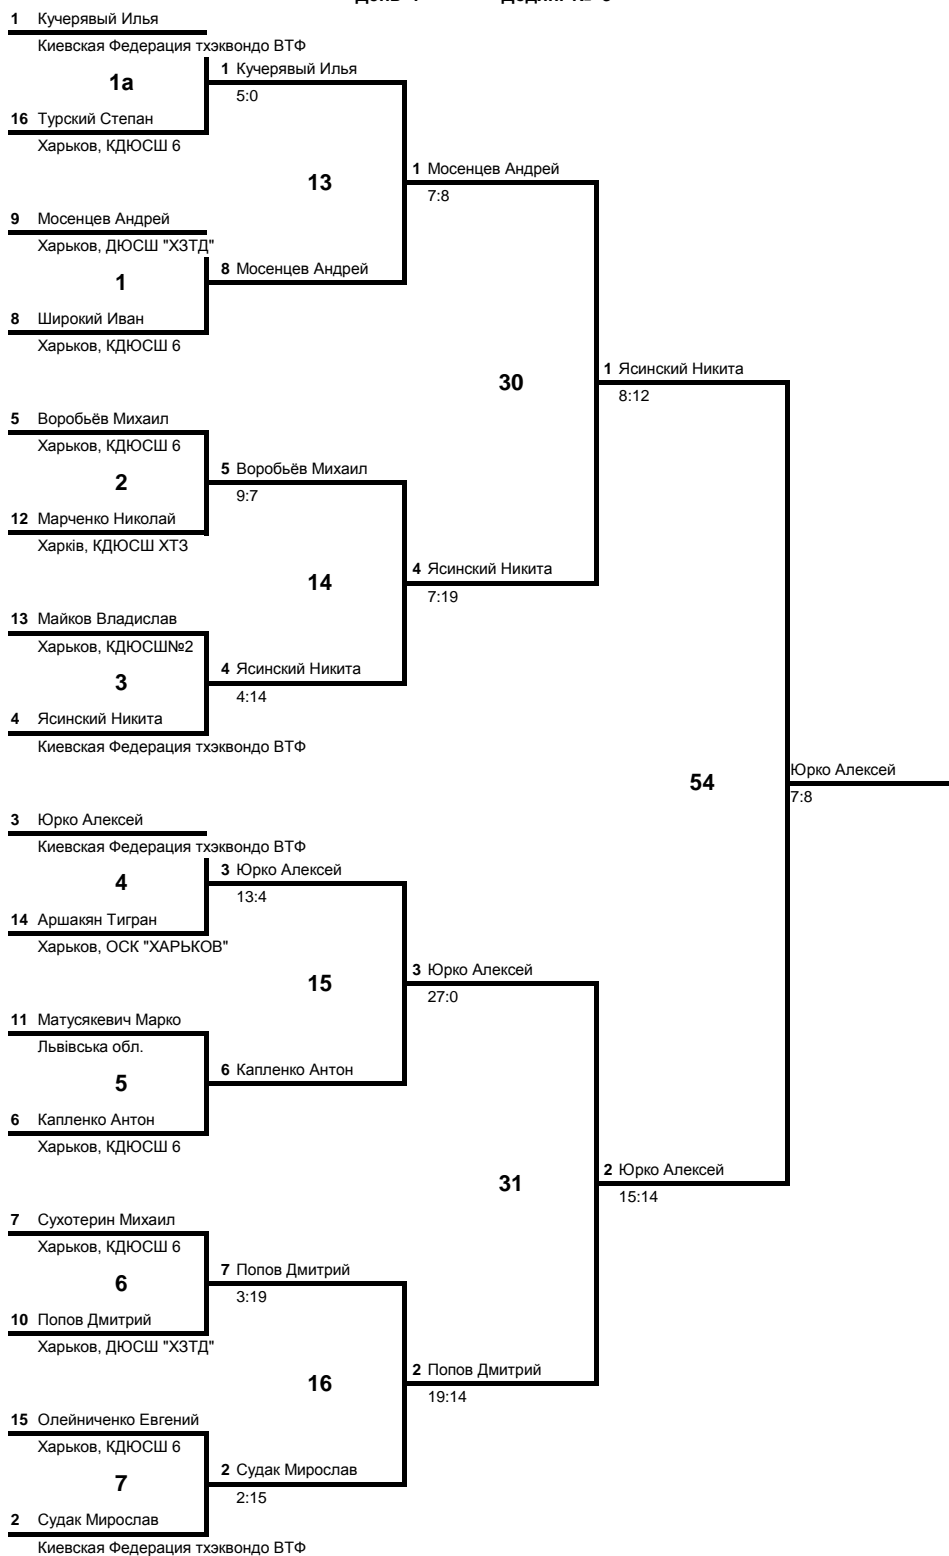 1 Кучерявый Илья
Киевская Федерация тхэквондо ВТФ
1 Кучерявый Илья
1а
5:0
16 Турский Степан
Харьков, КДЮСШ 6
1 Мосенцев Андрей
13
7:8
9 Мосенцев Андрей
Харьков, ДЮСШ "ХЗТД"
8 Мосенцев Андрей
1
8 Широкий Иван
Харьков, КДЮСШ 6
1 Ясинский Никита
30
8:12
5 Воробьёв Михаил
Харьков, КДЮСШ 6
5 Воробьёв Михаил
2
9:7
12 Марченко Николай
Харків, КДЮСШ ХТЗ
4 Ясинский Никита
14
7:19
13 Майков Владислав
Харьков, КДЮСШ№2
4 Ясинский Никита
3
4:14
4 Ясинский Никита
Киевская Федерация тхэквондо ВТФ
Юрко Алексей
54
7:8
3 Юрко Алексей
Киевская Федерация тхэквондо ВТФ
3 Юрко Алексей
4
13:4
14 Аршакян Тигран
Харьков, ОСК "ХАРЬКОВ"
3 Юрко Алексей
15
27:0
11 Матусякевич Марко
Львівська обл.
6 Капленко Антон
5
6 Капленко Антон
Харьков, КДЮСШ 6
2 Юрко Алексей
31
15:14
7 Сухотерин Михаил
Харьков, КДЮСШ 6
7 Попов Дмитрий
6
3:19
10 Попов Дмитрий
Харьков, ДЮСШ "ХЗТД"
2 Попов Дмитрий
16
19:14
15 Олейниченко Евгений
Харьков, КДЮСШ 6
2 Судак Мирослав
7
2:15
2 Судак Мирослав
Киевская Федерация тхэквондо ВТФ